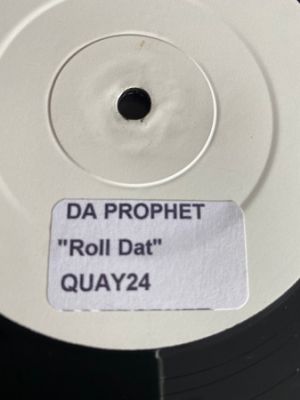 DA PROPHET
"Roll Dat"
QUAY24